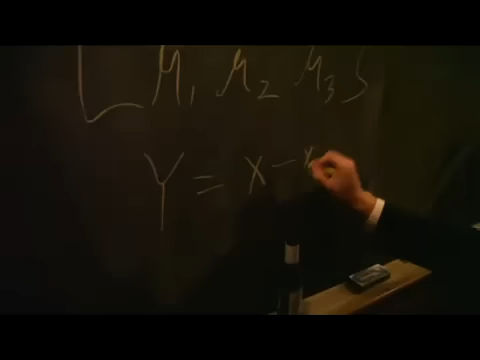 [ M₁ M₂ M₃ S
Y = x - x